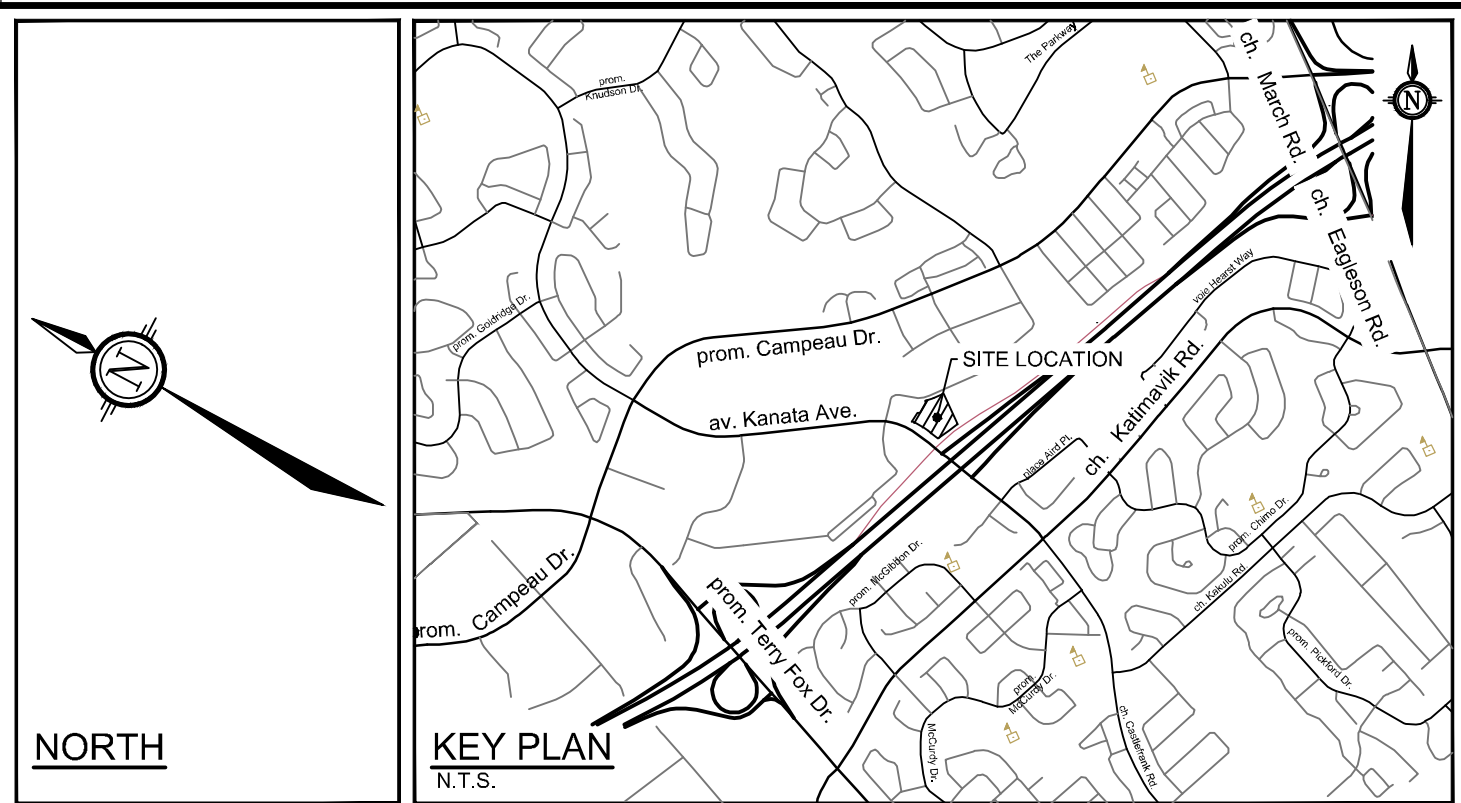 N
NORTH
prom.
Knudson Dr.
The Parkway
ch. March Rd.
N
ch. Eagleson Rd.
voie Hearst Way
prom. Goldridge Dr.
prom. Campeau Dr.
SITE LOCATION
av. Kanata Ave.
ch. Katimavik Rd.
place Aird Pl.
prom. Chimo Dr.
prom. Campeau Dr.
prom. McGibbon Dr.
ch. Kakulu Rd.
prom. Terry Fox Dr.
prom. Pickford Dr.
prom.
McCurdy Dr.
McCurdy Dr.
ch. Castlefrank Rd.
KEY PLAN
N.T.S.